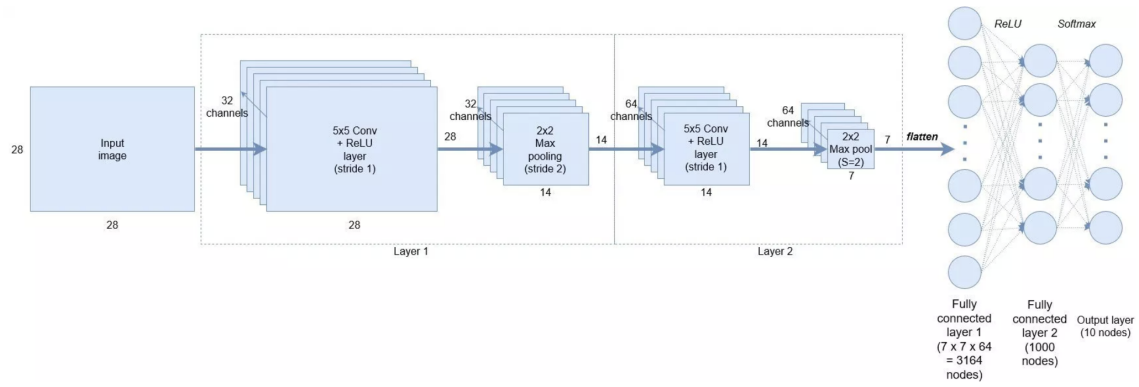 ReLU
Softmax
32
channels
32
channels
64
channels
64
channels
28
Input
image
28
5x5 Conv
+ ReLU
layer
(stride 1)
28
28
2x2
Max
pooling
(stride 2)
14
14
5x5 Conv
+ ReLU
layer
(stride 1)
14
14
2x2
Max pool
(S=2)
7
7
flatten
Layer 1
Layer 2
Fully
connected
layer 1
(7 x 7 x 64
= 3164
nodes)
Fully
connected
layer 2
(1000
nodes)
Output layer
(10 nodes)